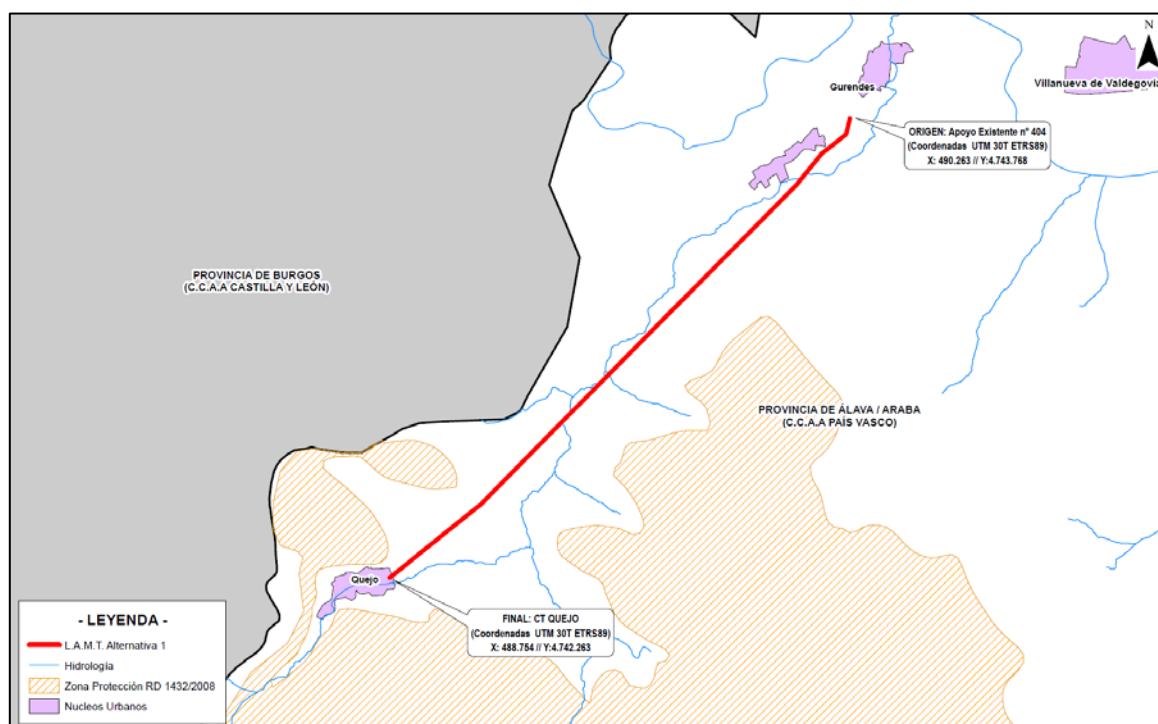 N
Gurendes
Villanueva de Valdegovía
ORIGEN: Apoyo Existente nº 404
(Coordenadas UTM 30T ETRS89)
X: 490.263 // Y:4.743.768
PROVINCIA DE BURGOS
(C.C.A.A CASTILLA Y LEÓN)
PROVINCIA DE ÁLAVA / ARABA
(C.C.A.A PAÍS VASCO)
Quejo
FINAL: CT QUEJO
(Coordenadas UTM 30T ETRS89)
X: 488.754 // Y:4.742.263
- LEYENDA -
L.A.M.T. Alternativa 1
Hidrología
Zona Protección RD 1432/2008
Nucleos Urbanos